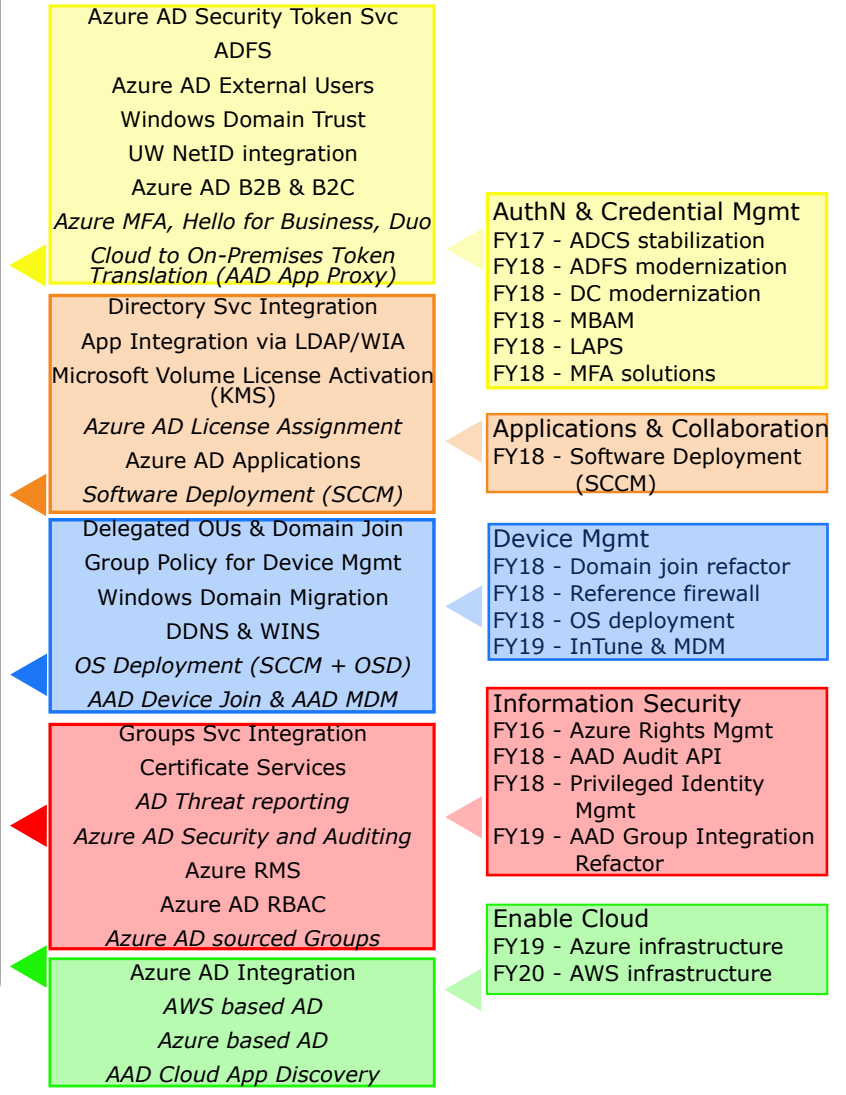 Azure AD Security Token Svc
ADFS
Azure AD External Users
Windows Domain Trust
UW NetID integration
Azure AD B2B & B2C
Azure MFA, Hello for Business, Duo
Cloud to On-Premises Token
Translation (AAD App Proxy)
Directory Svc Integration
App Integration via LDAP/WIA
Microsoft Volume License Activation
(KMS)
Azure AD License Assignment
Azure AD Applications
Software Deployment (SCCM)
Delegated OUs & Domain Join
Group Policy for Device Mgmt
Windows Domain Migration
DDNS & WINS
OS Deployment (SCCM + OSD)
AAD Device Join & AAD MDM
Groups Svc Integration
Certificate Services
AD Threat reporting
Azure AD Security and Auditing
Azure RMS
Azure AD RBAC
Azure AD sourced Groups
Azure AD Integration
AWS based AD
Azure based AD
AAD Cloud App Discovery
AuthN & Credential Mgmt
FY17 - ADCS stabilization
FY18 - ADFS modernization
FY18 - DC modernization
FY18 - MBAM
FY18 - LAPS
FY18 - MFA solutions
Applications & Collaboration
FY18 - Software Deployment
(SCCM)
Device Mgmt
FY18 - Domain join refactor
FY18 - Reference firewall
FY18 - OS deployment
FY19 - InTune & MDM
Information Security
FY16 - Azure Rights Mgmt
FY18 - AAD Audit API
FY18 - Privileged Identity
Mgmt
FY19 - AAD Group Integration
Refactor
Enable Cloud
FY19 - Azure infrastructure
FY20 - AWS infrastructure